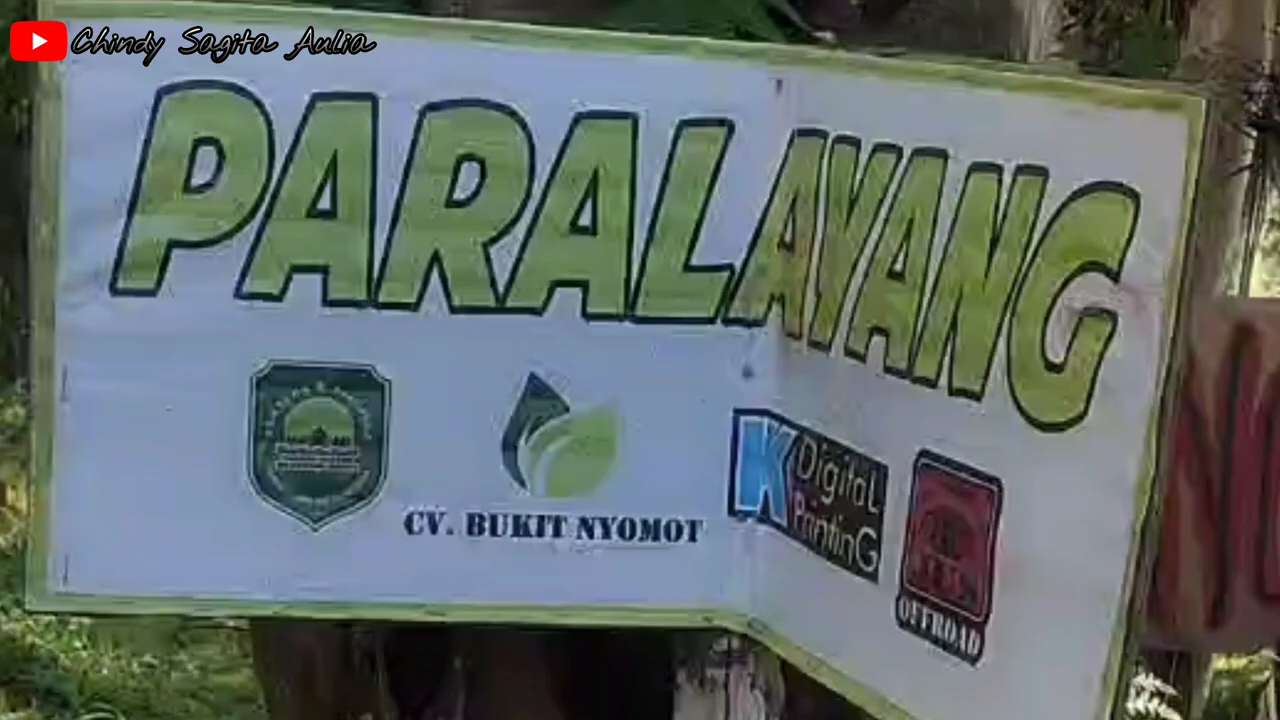 Chindy Sagita Aulia
PARALAYANG
CV. BUKIT NYOMOT
K DigitaL
PrintinG
OFFROAD